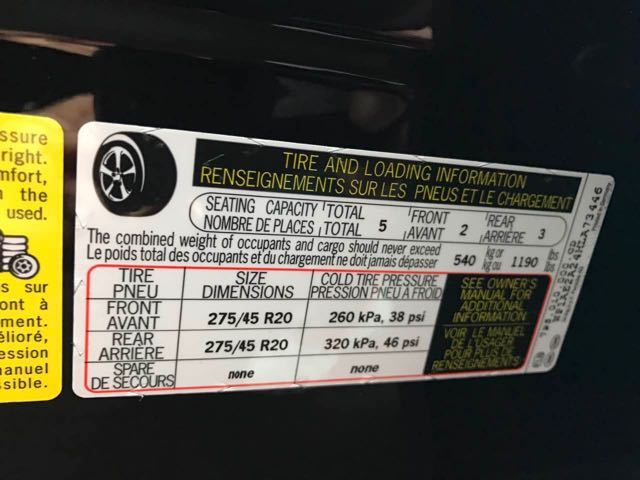 ssure
right.
mfort,
n the
used.
s sur
ont à
ement.
élioré,
ession
manuel
ssible.
TIRE AND LOADING INFORMATION
RENSEIGNEMENTS SUR LES PNEUS ET LE CHARGEMENT
SEATING CAPACITY TOTAL 5 FRONT 2 REAR 3
NOMBRE DE PLACES TOTAL AVANT ARRIÈRE
The combined weight of occupants and cargo should never exceed
Le poids total des occupants et du chargement ne doit jamais dépasser 540 kg or kg ou 1190 lbs lbs
TIRE PNEU SIZE DIMENSIONS COLD TIRE PRESSURE PRESSION PNEU A FROID
FRONT AVANT 275/45 R20 260 kPa, 38 psi
REAR ARRIERE 275/45 R20 320 kPa, 46 psi
SPARE DE SECOURS none none
SEE OWNER'S
MANUAL FOR
ADDITIONAL
INFORMATION
VOIR LE MANUEL
DE L'USAGER
POUR PLUS DE
RENSEIGNEMENTS